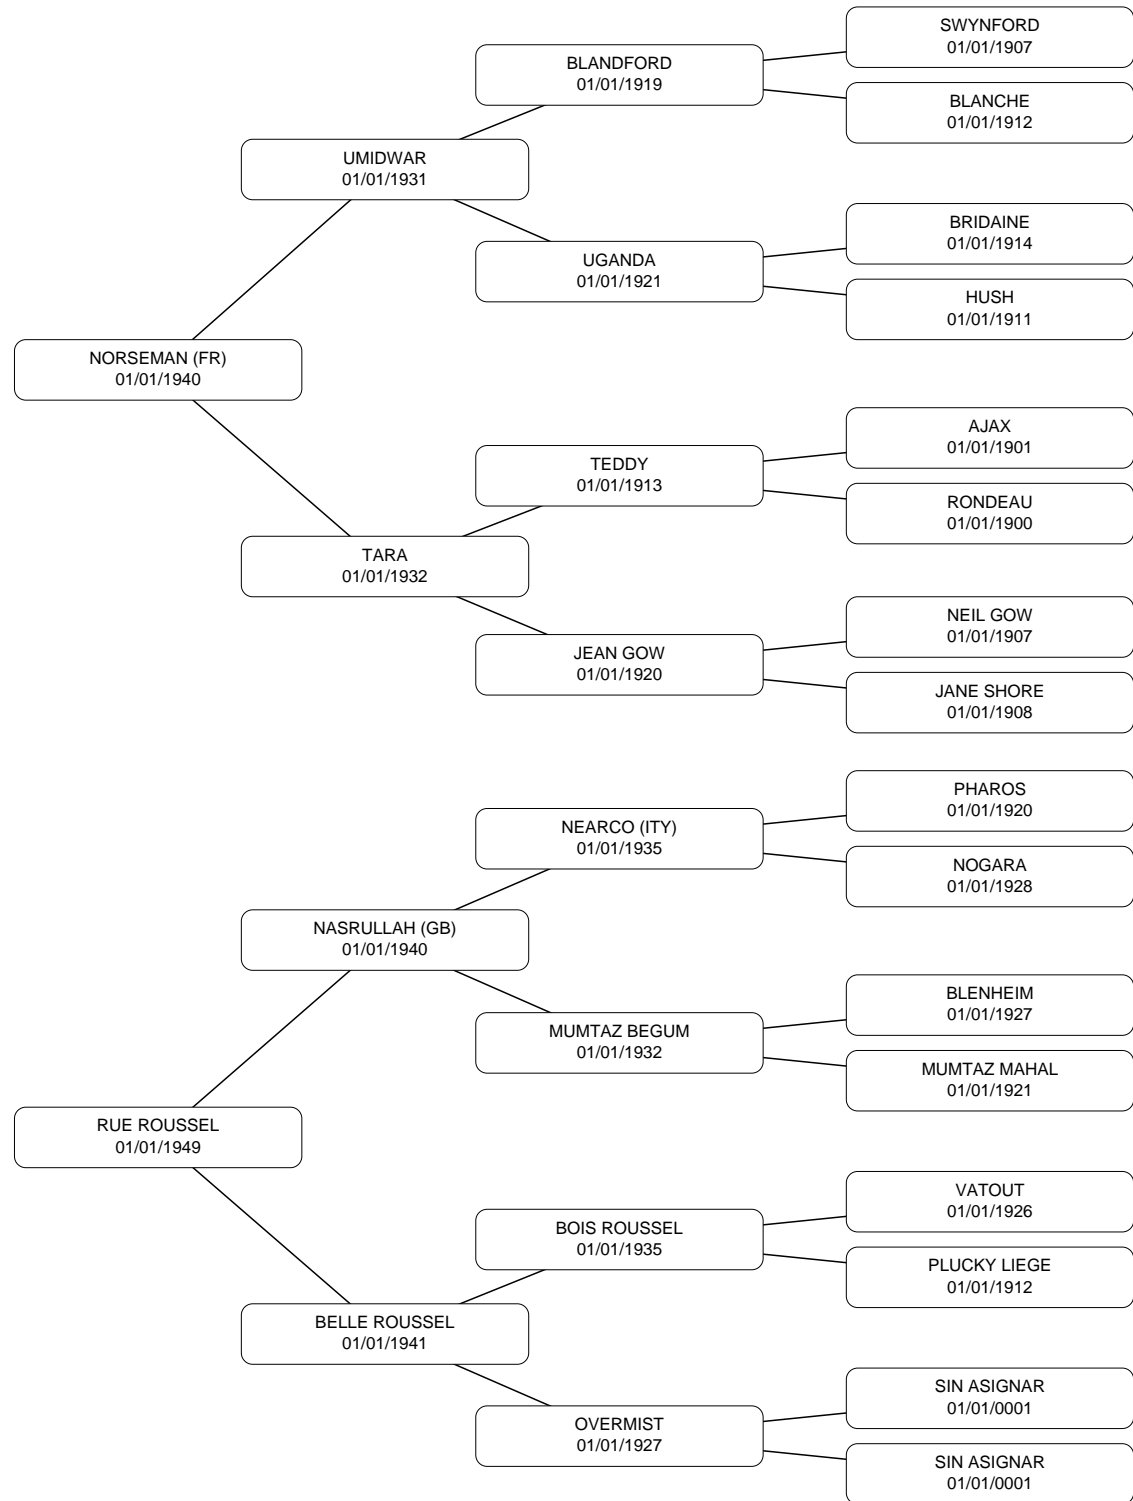 SWYNFORD
01/01/1907
BLANDFORD
01/01/1919
BLANCHE
01/01/1912
UMIDWAR
01/01/1931
BRIDAINE
01/01/1914
UGANDA
01/01/1921
HUSH
01/01/1911
NORSEMAN (FR)
01/01/1940
AJAX
01/01/1901
TEDDY
01/01/1913
RONDEAU
01/01/1900
TARA
01/01/1932
NEIL GOW
01/01/1907
JEAN GOW
01/01/1920
JANE SHORE
01/01/1908
PHAROS
01/01/1920
NEARCO (ITY)
01/01/1935
NOGARA
01/01/1928
NASRULLAH (GB)
01/01/1940
BLENHEIM
01/01/1927
MUMTAZ BEGUM
01/01/1932
MUMTAZ MAHAL
01/01/1921
RUE ROUSSEL
01/01/1949
VATOUT
01/01/1926
BOIS ROUSSEL
01/01/1935
PLUCKY LIEGE
01/01/1912
BELLE ROUSSEL
01/01/1941
SIN ASIGNAR
01/01/0001
OVERMIST
01/01/1927
SIN ASIGNAR
01/01/0001